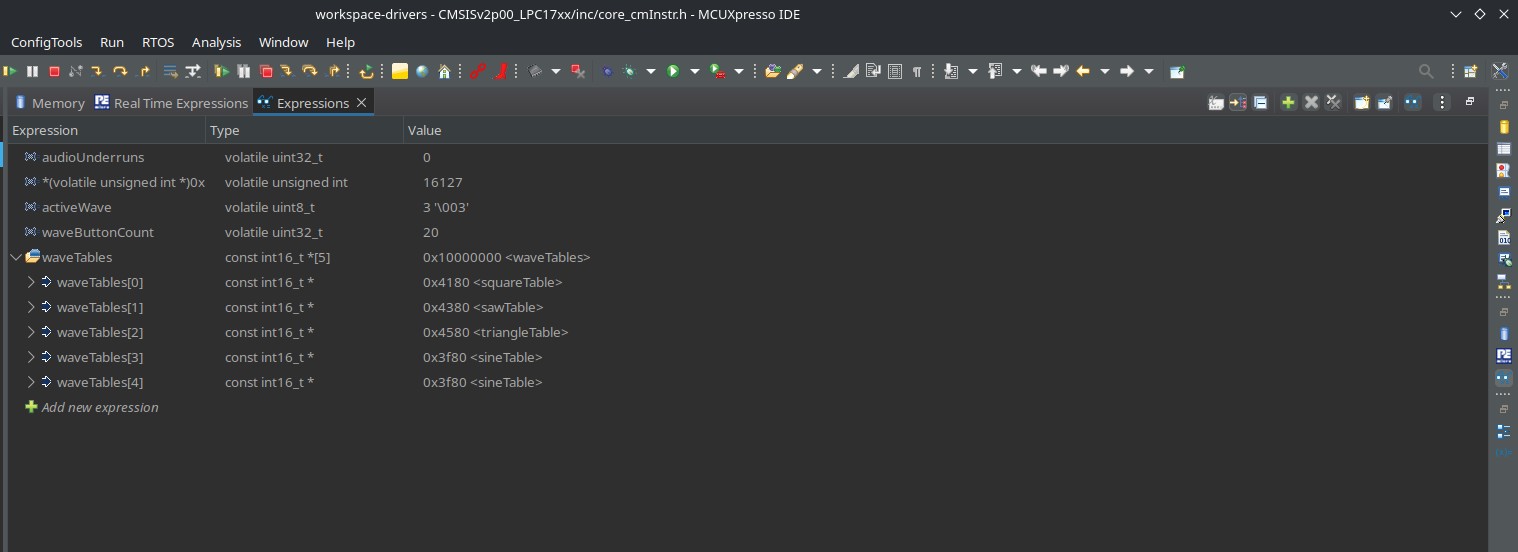 workspace-drivers - CMSISv2p00_LPC17xx/inc/core_cmInstr.h - MCUXpresso IDE
ConfigTools Run RTOS Analysis Window Help
Memory Real Time Expressions Expressions
Expression Type Value
audioUnderruns volatile uint32_t 0
*(volatile unsigned int *)0x volatile unsigned int 16127
activeWave volatile uint8_t 3 '\003'
waveButtonCount volatile uint32_t 20
waveTables const int16_t *[5] 0x10000000 <waveTables>
waveTables[0] const int16_t * 0x4180 <squareTable>
waveTables[1] const int16_t * 0x4380 <sawTable>
waveTables[2] const int16_t * 0x4580 <triangleTable>
waveTables[3] const int16_t * 0x3f80 <sineTable>
waveTables[4] const int16_t * 0x3f80 <sineTable>
Add new expression